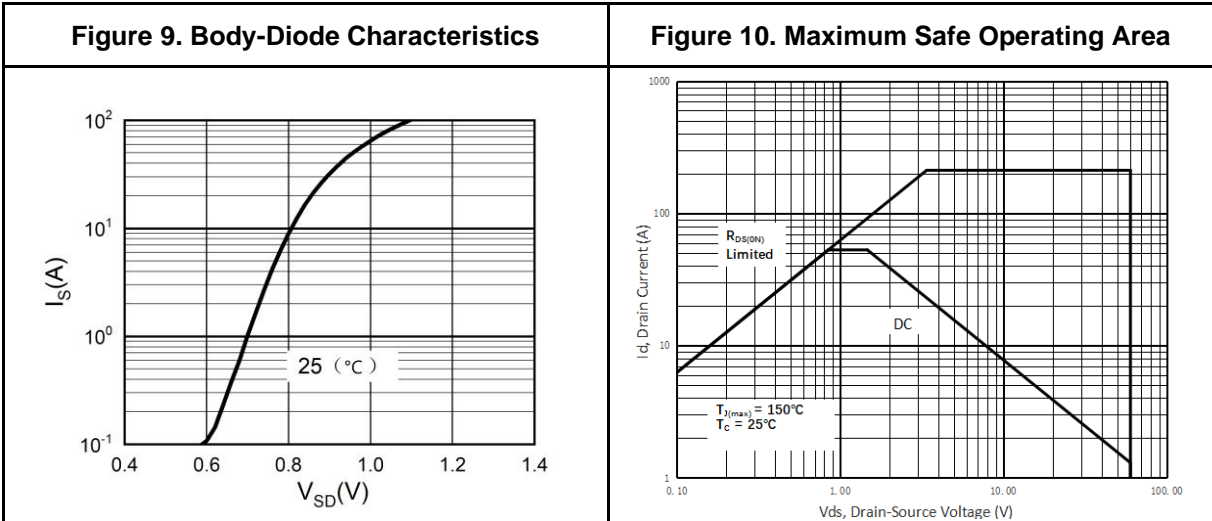 Figure 9. Body-Diode Characteristics
Figure 10. Maximum Safe Operating Area
10²
10¹
10⁰
10⁻¹
I_S(A)
25（°C）
0.4 0.6 0.8 1.0 1.2 1.4
V_SD(V)
1000
100
10
1
Id, Drain Current (A)
R_DS(0N)
Limited
DC
T_J(max) = 150°C
T_C = 25°C
0.10 1.00 10.00 100.00
Vds, Drain-Source Voltage (V)